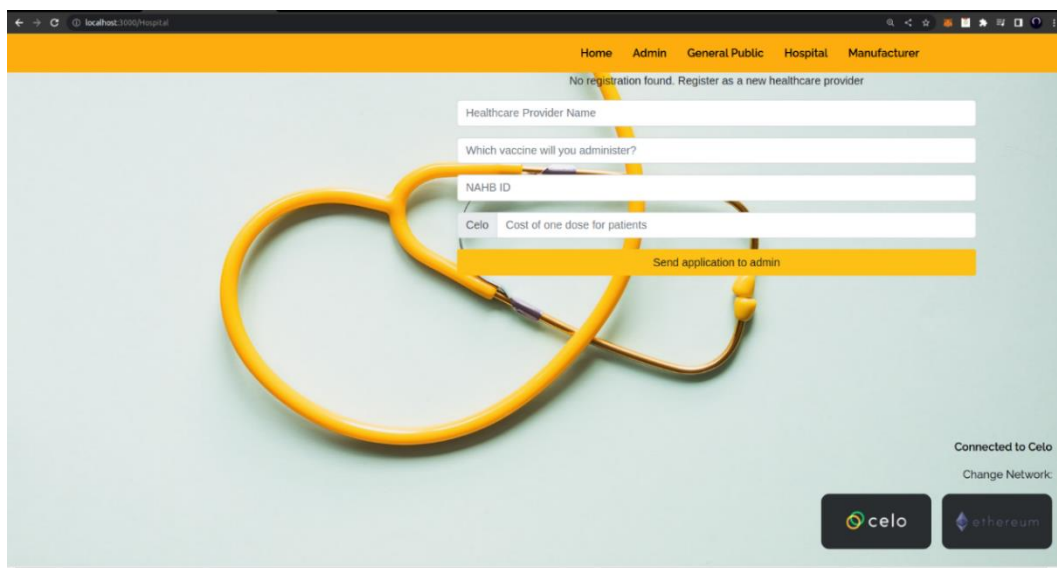 localhost:3000/Hospital
Home Admin General Public Hospital Manufacturer
No registration found. Register as a new healthcare provider
Healthcare Provider Name
Which vaccine will you administer?
NAHB ID
Celo Cost of one dose for patients
Send application to admin
Connected to Celo
Change Network:
celo ethereum